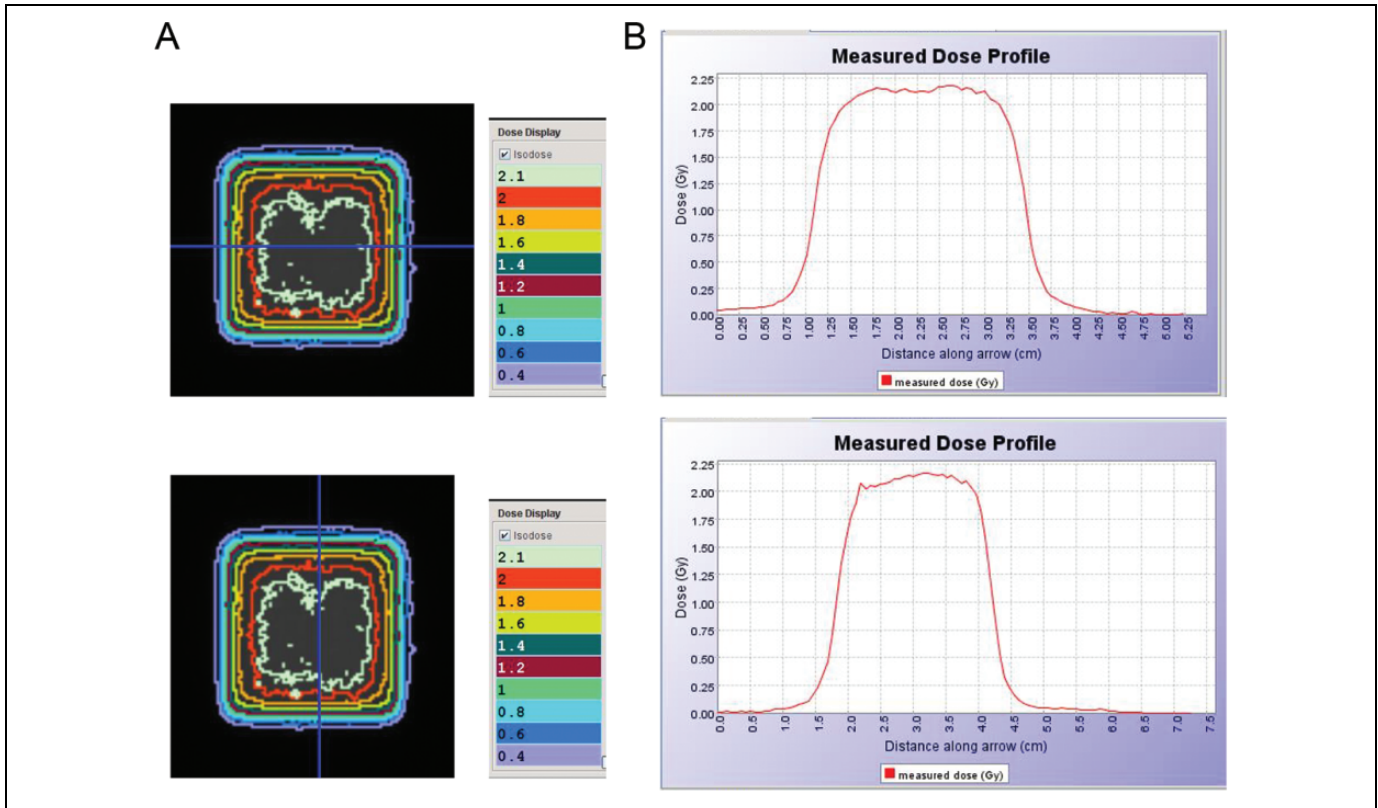 A
B
Dose Display
Isodose
2.1
2
1.8
1.6
1.4
1.2
1
0.8
0.6
0.4
Measured Dose Profile
2.25
2.00
1.75
1.50
1.25
1.00
0.75
0.50
0.25
0.00
Dose (Gy)
0.00 0.25 0.50 0.75 1.00 1.25 1.50 1.75 2.00 2.25 2.50 2.75 3.00 3.25 3.50 3.75 4.00 4.25 4.50 4.75 5.00 5.25
Distance along arrow (cm)
measured dose (Gy)
Dose Display
Isodose
2.1
2
1.8
1.6
1.4
1.2
1
0.8
0.6
0.4
Measured Dose Profile
2.25
2.00
1.75
1.50
1.25
1.00
0.75
0.50
0.25
0.00
Dose (Gy)
0.0 0.5 1.0 1.5 2.0 2.5 3.0 3.5 4.0 4.5 5.0 5.5 6.0 6.5 7.0 7.5
Distance along arrow (cm)
measured dose (Gy)